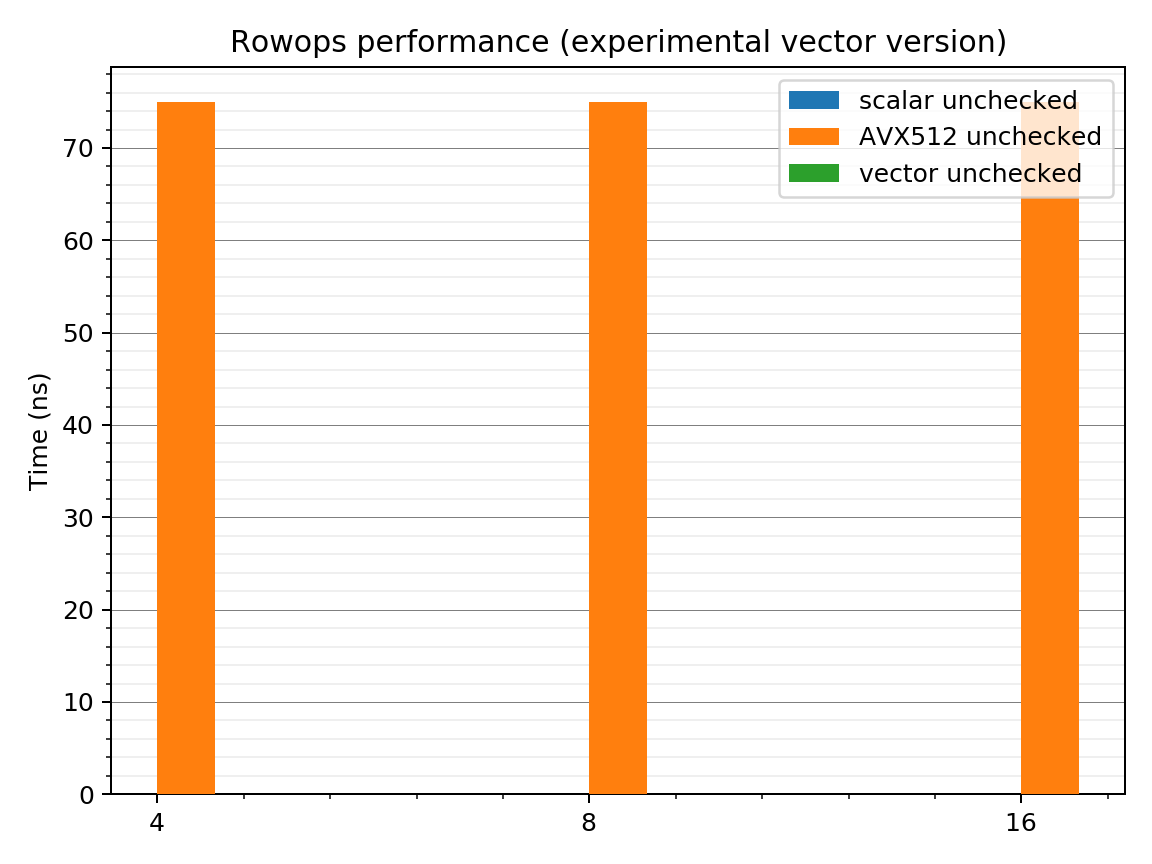 Rowops performance (experimental vector version)
scalar unchecked
AVX512 unchecked
vector unchecked
Time (ns)
70
60
50
40
30
20
10
0
4 8 16